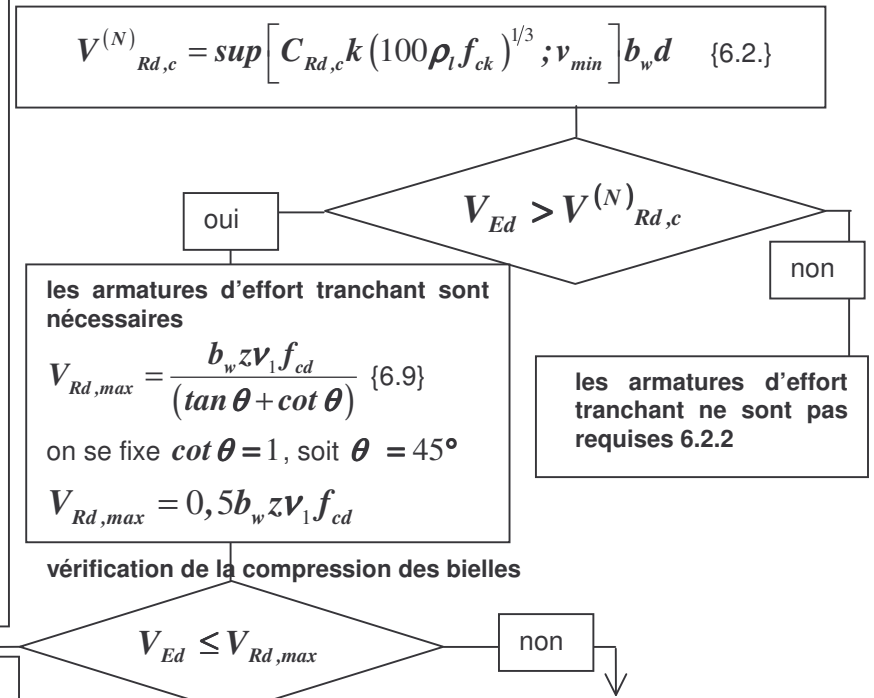 V^(N)_Rd,c = sup[C_Rd,c k (100ρ_l f_ck)^1/3 ; v_min] b_w d {6.2.}
V_Ed > V^(N)_Rd,c
oui
non
les armatures d'effort tranchant sont
nécessaires
V_Rd,max = b_w z ν_1 f_cd / (tan θ + cot θ) {6.9}
on se fixe cot θ = 1, soit θ = 45°
V_Rd,max = 0,5 b_w z ν_1 f_cd
les armatures d'effort
tranchant ne sont pas
requises 6.2.2
vérification de la compression des bielles
V_Ed ≤ V_Rd,max
non